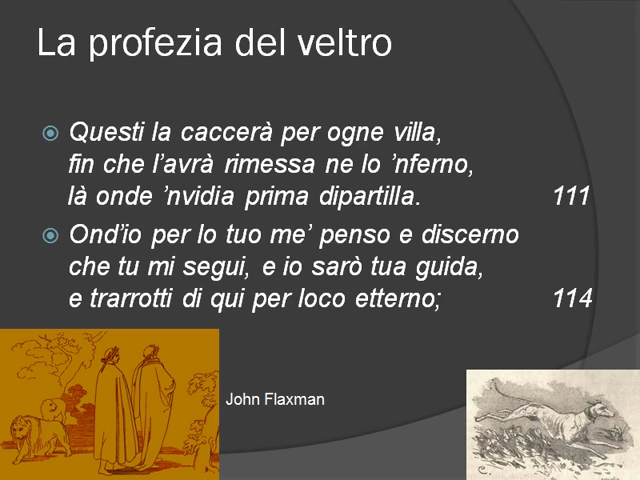 La profezia del veltro
Questi la caccerà per ogne villa,
fin che l’avrà rimessa ne lo ’nferno,
là onde ’nvidia prima dipartilla. 111
Ond’io per lo tuo me’ penso e discerno
che tu mi segui, e io sarò tua guida,
e trarrotti di qui per loco etterno; 114
John Flaxman